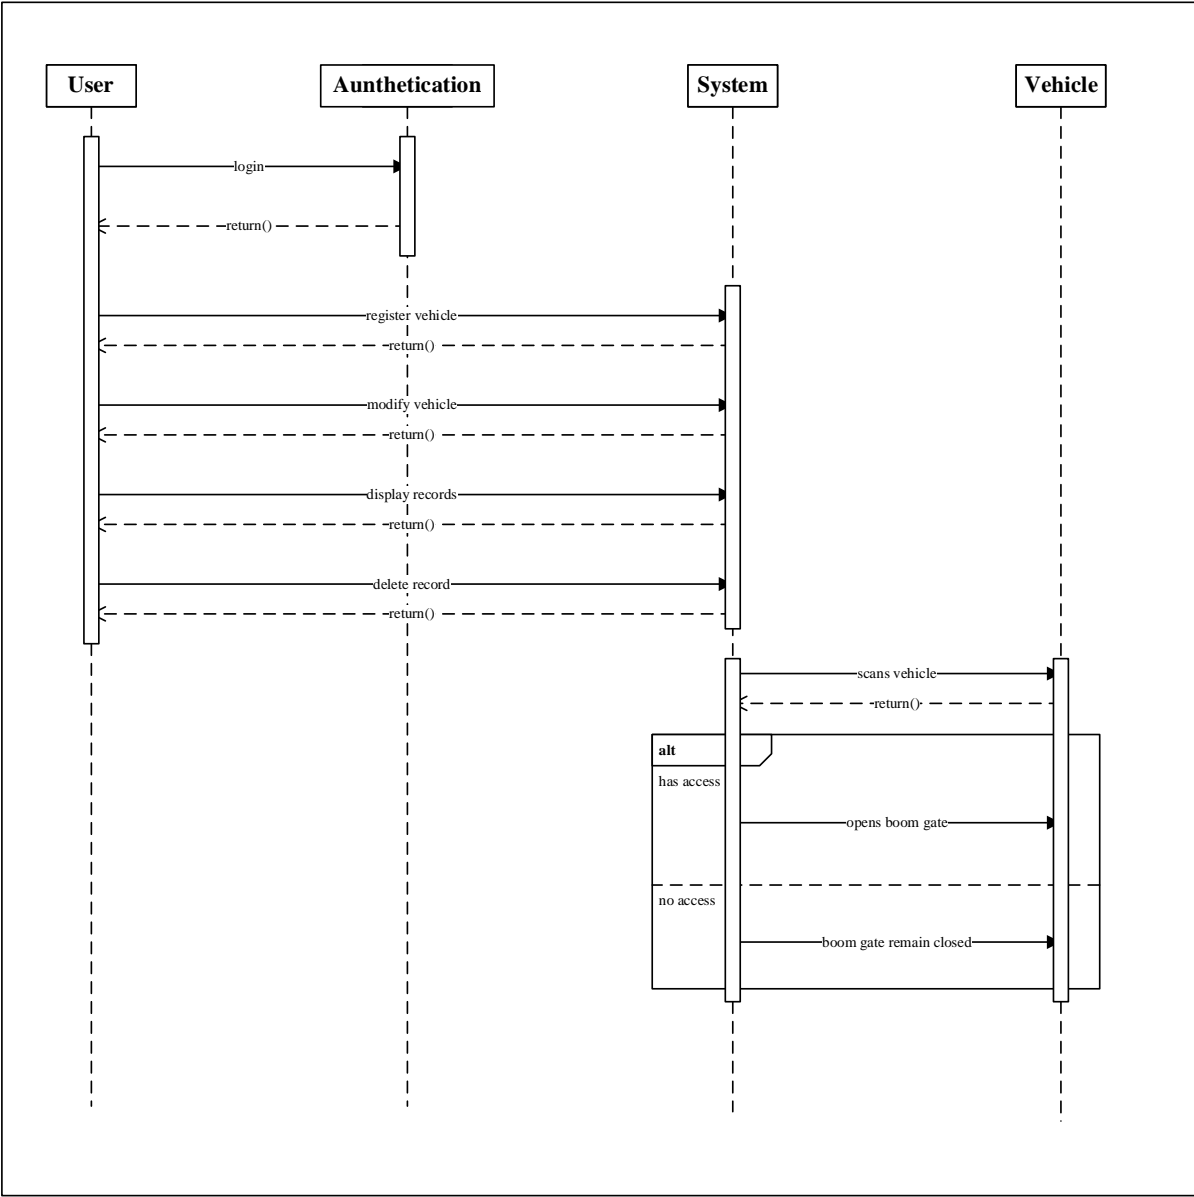 User
Aunthetication
System
Vehicle
login
return()
register vehicle
return()
modify vehicle
return()
display records
return()
delete record
return()
scans vehicle
return()
alt
has access
opens boom gate
no access
boom gate remain closed